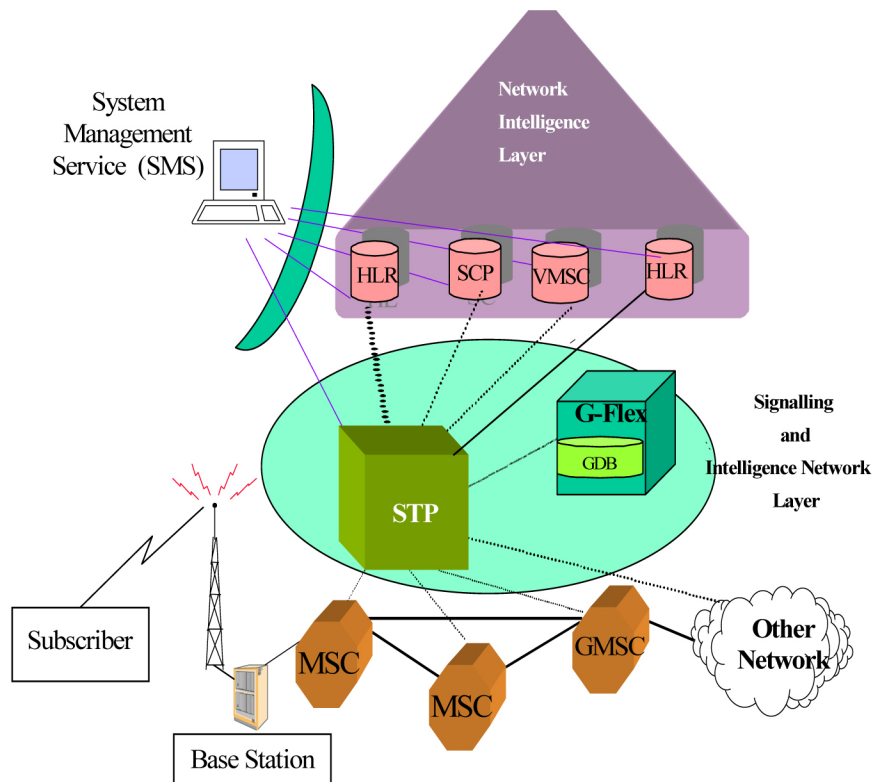 System
Management
Service (SMS)
Network
Intelligence
Layer
HLR
SCP
VMSC
HLR
G-Flex
GDB
STP
Signalling
and
Intelligence Network
Layer
Subscriber
MSC
MSC
GMSC
Other
Network
Base Station